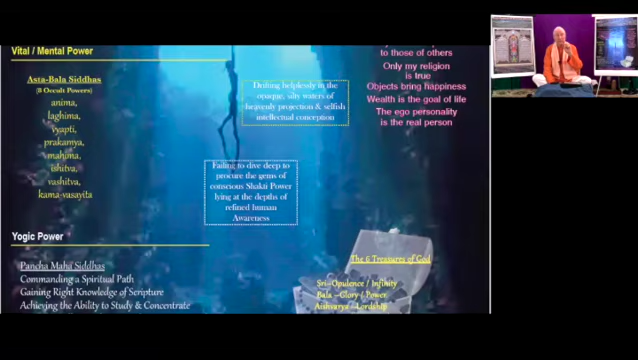 Vital / Mental Power
Asta-Bala Siddhas
(8 Occult Powers)
anima,
laghima,
vyapti,
prakamya,
mahima,
ishitva,
vashitva,
kama-vasayita
Yogic Power
Pancha Maha Siddhas
Commanding a Spiritual Path
Gaining Right Knowledge of Scripture
Achieving the Ability to Study & Concentrate
Drifting helplessly in the
opaque, silty waters of
heavenly projection & selfish
intellectual conception
Failing to dive deep to
procure the gems of
conscious Shakti Power
lying at the depths of
refined human
Awareness
to those of others
Only my religion
is true
Objects bring happiness
Wealth is the goal of life
The ego personality
is the real person
The 6 Treasures of God
Sri - Opulence / Infinity
Bala - Glory / Power
Aishvarya - Lordship